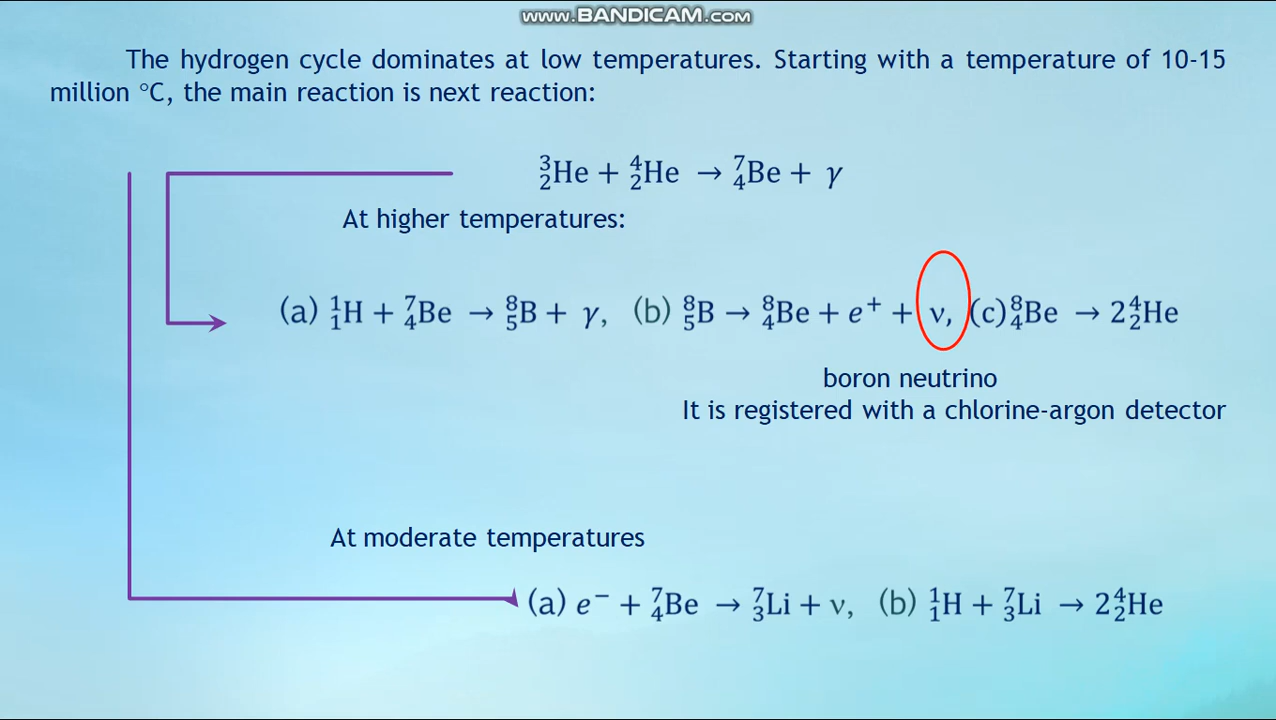 www.BANDICAM.com
The hydrogen cycle dominates at low temperatures. Starting with a temperature of 10-15
million °C, the main reaction is next reaction:
³₂He + ⁴₂He → ⁷₄Be + γ
At higher temperatures:
(a) ¹₁H + ⁷₄Be → ⁸₅B + γ, (b) ⁸₅B → ⁸₄Be + e⁺ + ν, (c) ⁸₄Be → 2⁴₂He
boron neutrino
It is registered with a chlorine-argon detector
At moderate temperatures
(a) e⁻ + ⁷₄Be → ⁷₃Li + ν, (b) ¹₁H + ⁷₃Li → 2⁴₂He